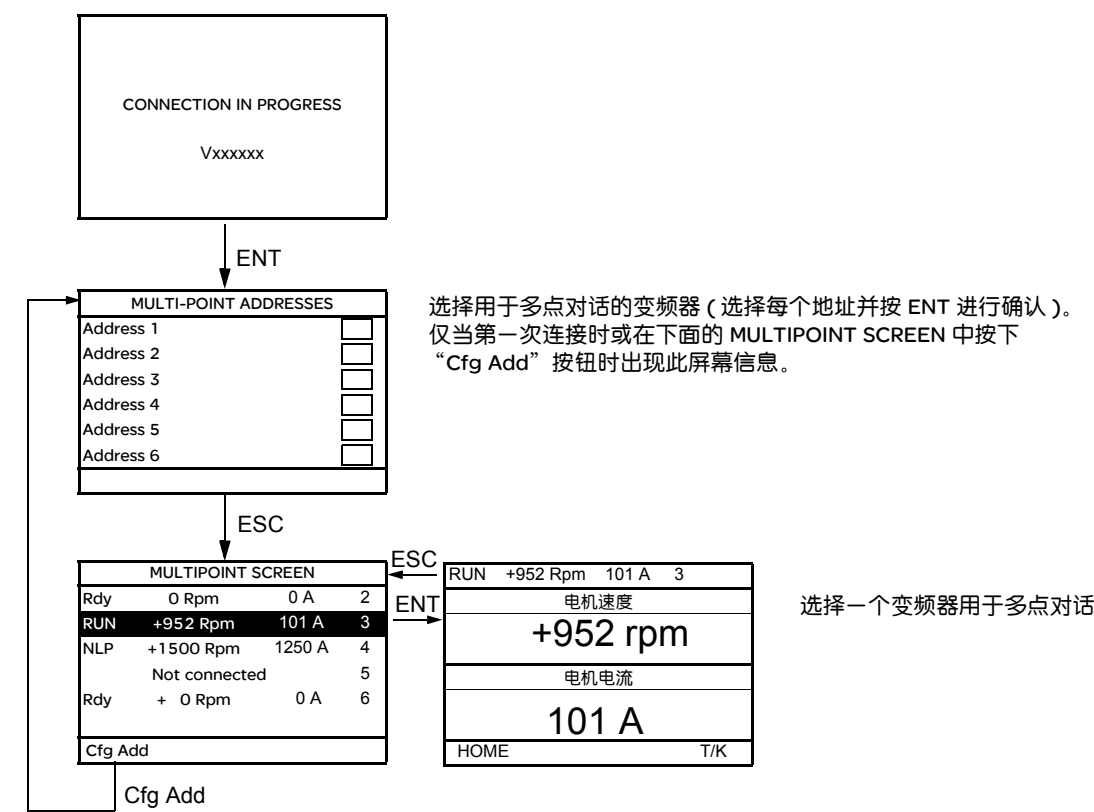 CONNECTION IN PROGRESS
Vxxxxxx
ENT
MULTI-POINT ADDRESSES
Address 1
Address 2
Address 3
Address 4
Address 5
Address 6
选择用于多点对话的变频器 ( 选择每个地址并按 ENT 进行确认 )。
仅当第一次连接时或在下面的 MULTIPOINT SCREEN 中按下
“Cfg Add”按钮时出现此屏幕信息。
ESC
MULTIPOINT SCREEN
Rdy 0 Rpm 0 A 2
RUN +952 Rpm 101 A 3
NLP +1500 Rpm 1250 A 4
Not connected 5
Rdy + 0 Rpm 0 A 6
Cfg Add
ESC
ENT
RUN +952 Rpm 101 A 3
电机速度
+952 rpm
电机电流
101 A
HOME T/K
选择一个变频器用于多点对话
Cfg Add